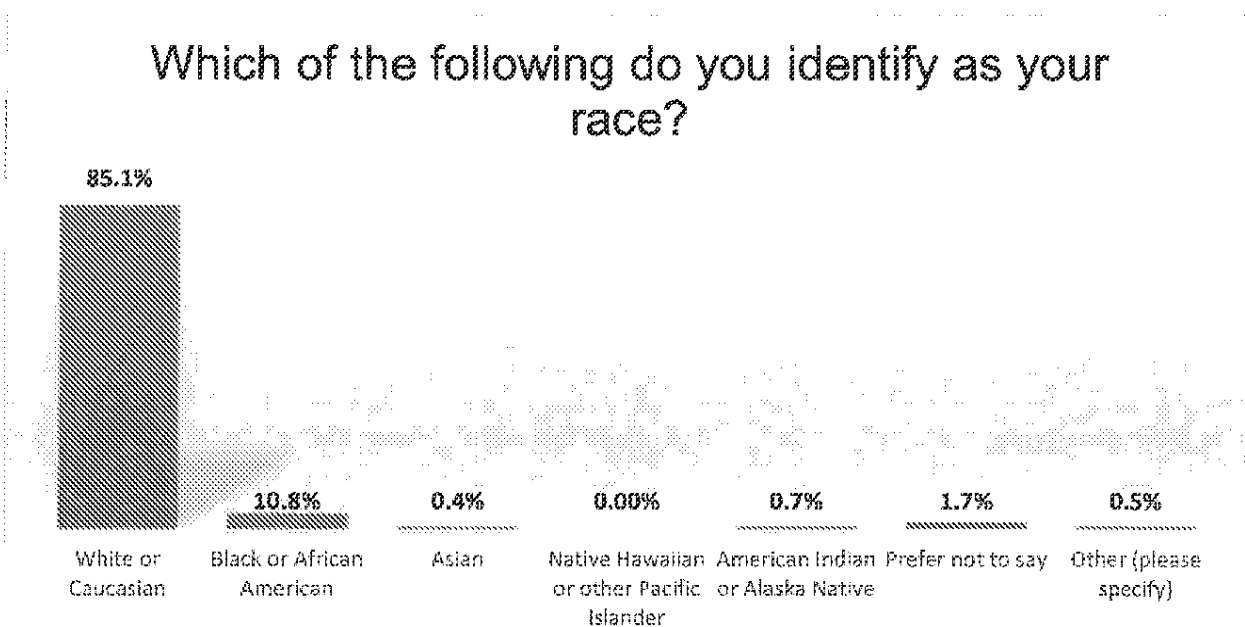 Which of the following do you identify as your
race?
85.1%
10.8%
0.4%
0.00%
0.7%
1.7%
0.5%
White or
Caucasian
Black or African
American
Asian
Native Hawaiian
or other Pacific
Islander
American Indian
or Alaska Native
Prefer not to say
Other (please
specify)